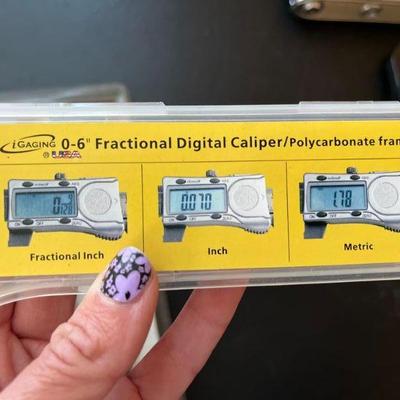 iGAGING 0-6" Fractional Digital Caliper/Polycarbonate fram
® USA
0.070
1.78
Fractional Inch
Inch
Metric